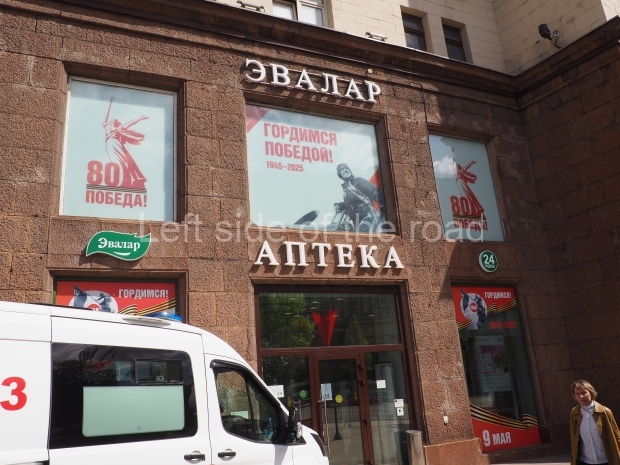 ЭВАЛАР
80
ПОБЕДА!
ГОРДИМСЯ
ПОБЕДОЙ!
1945–2025
80
ПОБЕДА!
Left side of the road
Эвалар
АПТЕКА
24
ГОРДИМСЯ!
ГОРДИМСЯ!
3
9 МАЯ